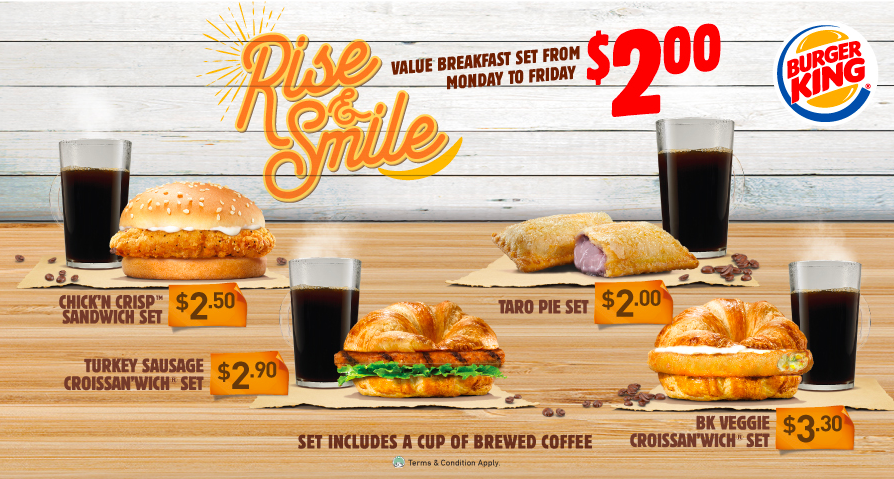 Rise
&
Smile
VALUE BREAKFAST SET FROM
MONDAY TO FRIDAY
$2.00
BURGER
KING®
CHICK'N CRISP™
SANDWICH SET
$2.50
TARO PIE SET
$2.00
TURKEY SAUSAGE
CROISSAN'WICH® SET
$2.90
BK VEGGIE
CROISSAN'WICH® SET
$3.30
SET INCLUDES A CUP OF BREWED COFFEE
Terms & Condition Apply.